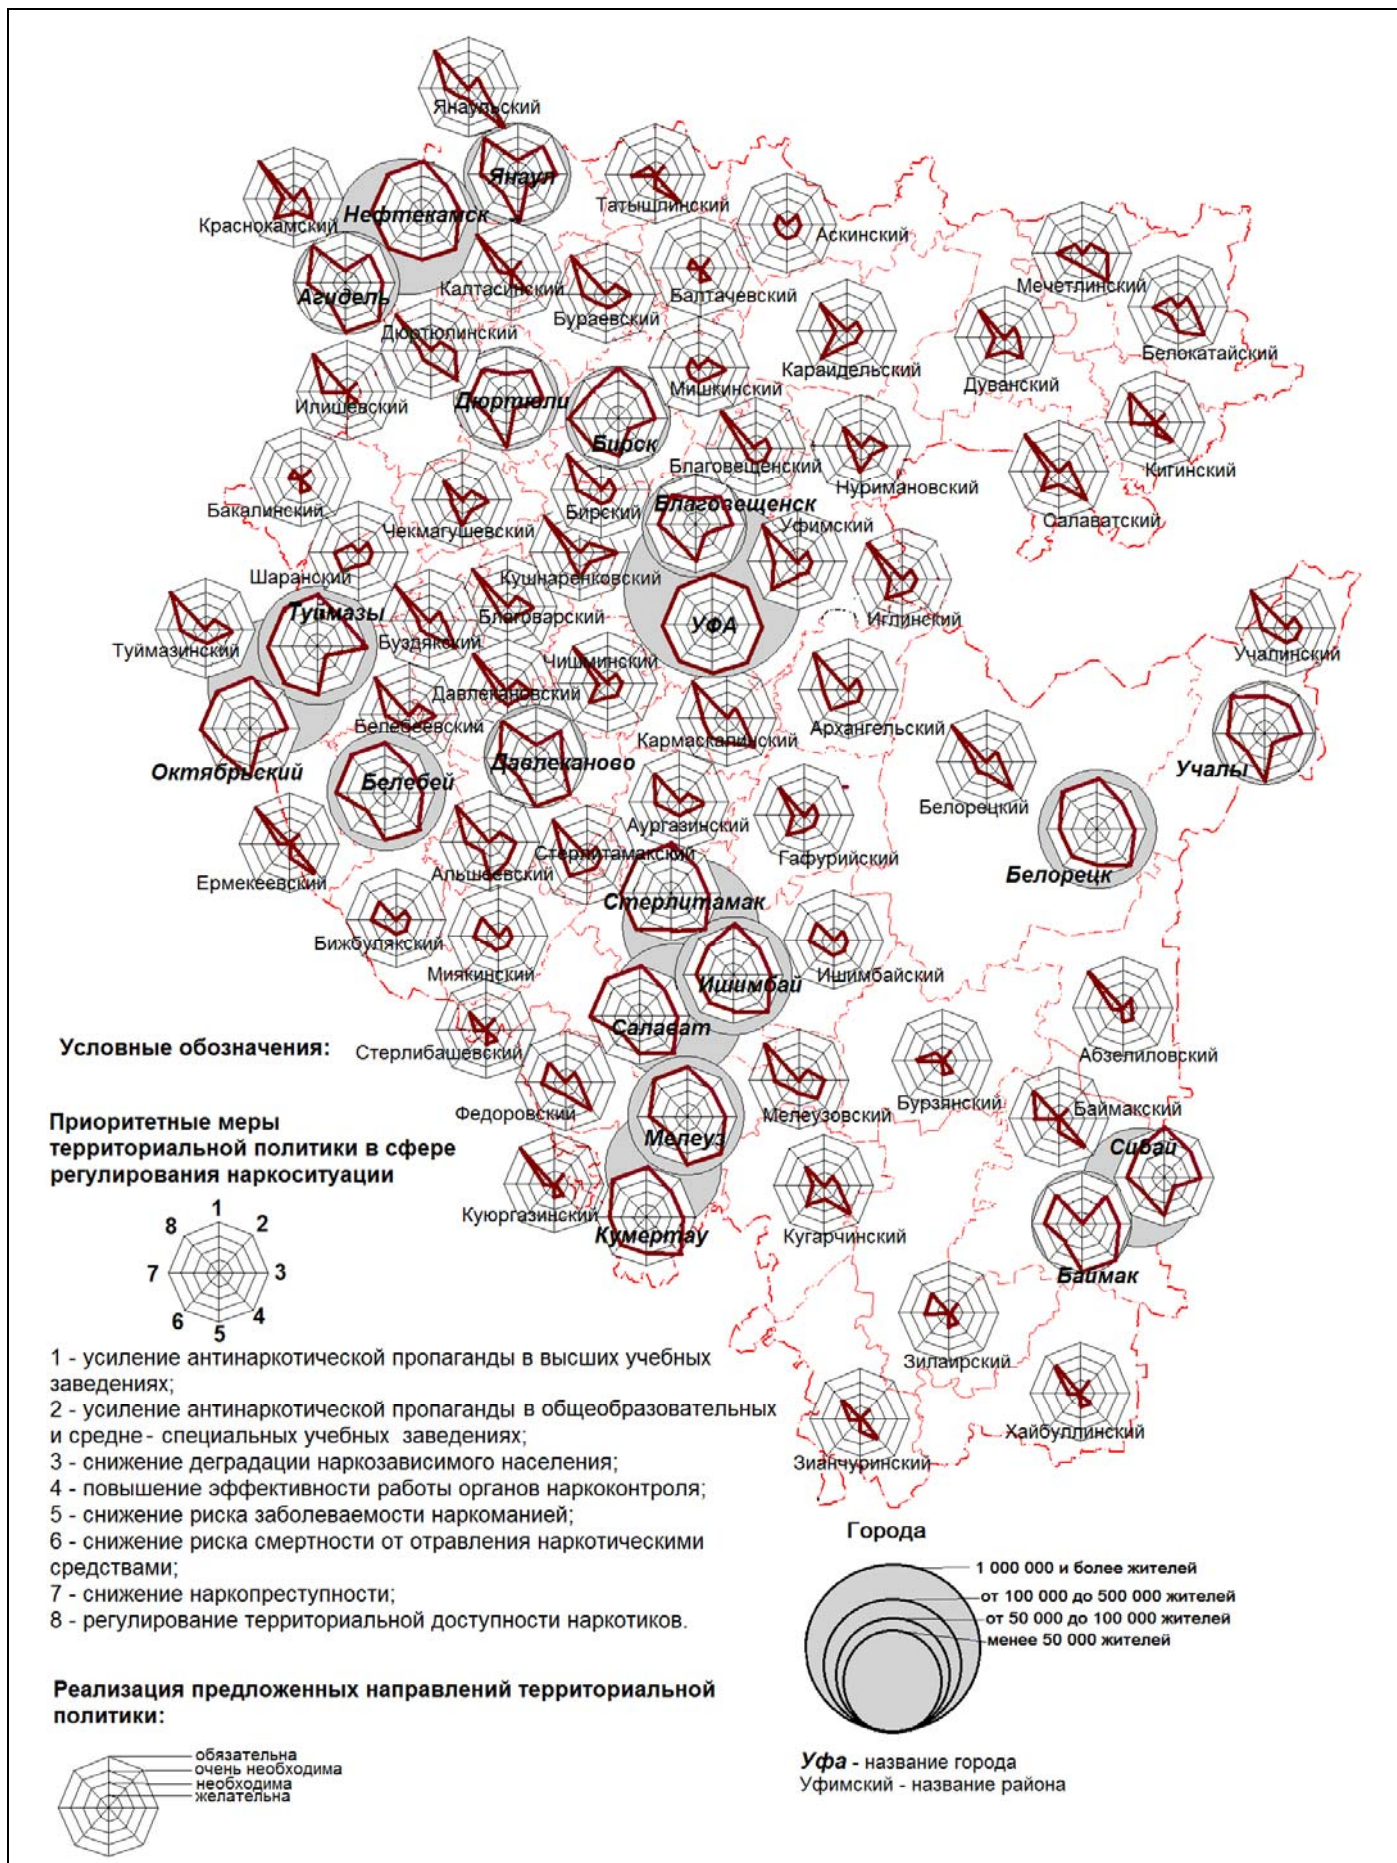 Янаульский
Янаул
Татышлинский
Краснокамский
Нефтекамск
Аскинский
Мечетлинский
Агидель
Калтасинский
Балтачевский
Бураевский
Дюртюлинский
Белокатайский
Караидельский
Дуванский
Мишкинский
Илишевский
Дюртюли
Бирск
Благовещенский
Кигинский
Нуримановский
Бакалинский
Бирский
Благовещенск
Салаватский
Чекмагушевский
Уфимский
Шаранский
Кушнаренковский
Туймазы
Благоварский
Иглинский
УФА
Туймазинский
Буздякский
Чишминский
Учалинский
Давлекановский
Белебеевский
Кармаскалинский
Архангельский
Октябрьский
Давлеканово
Учалы
Белебей
Белорецкий
Аургазинский
Стерлитамакский
Гафурийский
Альшеевский
Белорецк
Ермекеевский
Стерлитамак
Бижбулякский
Миякинский
Ишимбай
Ишимбайский
Салават
Условные обозначения:
Стерлибашевский
Абзелиловский
Федоровский
Мелеузовский
Бурзянский
Баймакский
Приоритетные меры
территориальной политики в сфере
регулирования наркоситуации
Мелеуз
Сибай
Куюргазинский
Кумертау
Кугарчинский
Баймак
1
8 2
7 3
6 4
5
Зилаирский
Хайбуллинский
Зианчуринский
1 - усиление антинаркотической пропаганды в высших учебных
заведениях;
2 - усиление антинаркотической пропаганды в общеобразовательных
и средне - специальных учебных заведениях;
3 - снижение деградации наркозависимого населения;
4 - повышение эффективности работы органов наркоконтроля;
5 - снижение риска заболеваемости наркоманией;
6 - снижение риска смертности от отравления наркотическими
средствами;
7 - снижение наркопреступности;
8 - регулирование территориальной доступности наркотиков.
Реализация предложенных направлений территориальной
политики:
обязательна
очень необходима
необходима
желательна
Города
1 000 000 и более жителей
от 100 000 до 500 000 жителей
от 50 000 до 100 000 жителей
менее 50 000 жителей
Уфа - название города
Уфимский - название района